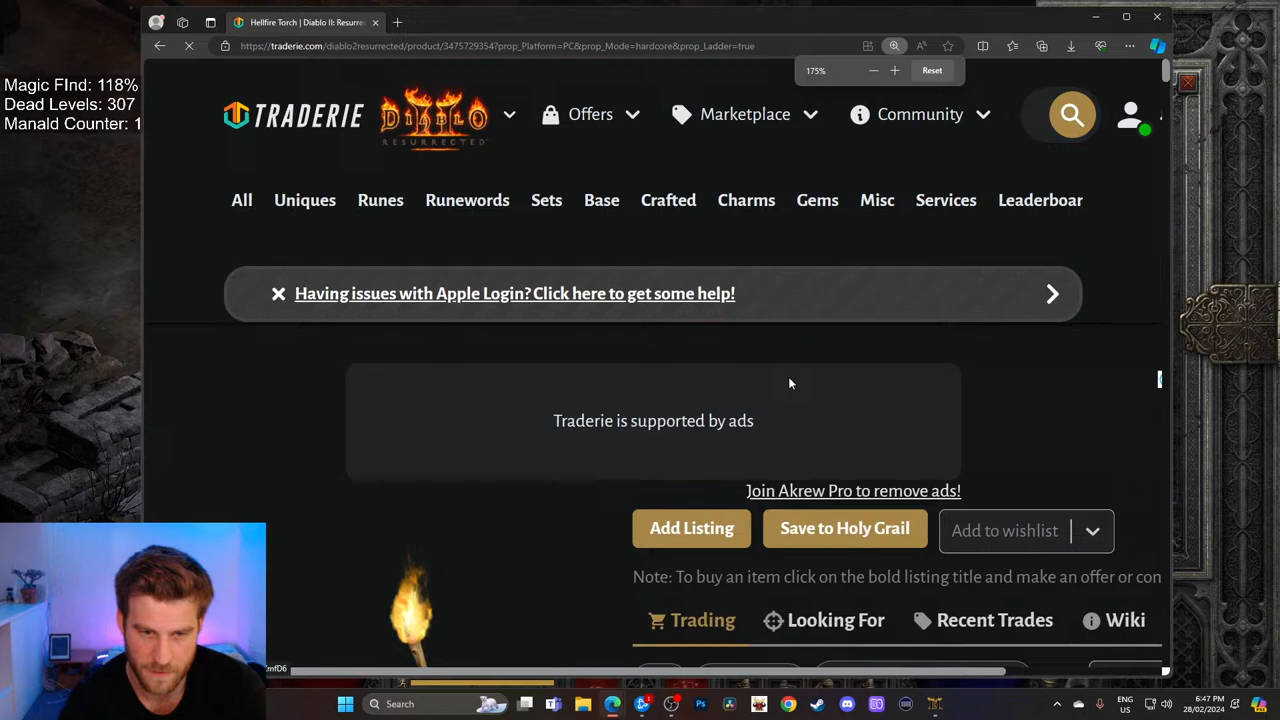 Hellfire Torch | Diablo II: Resurre
https://traderie.com/diablo2resurrected/product/3475729354?prop_Platform=PC&prop_Mode=hardcore&prop_Ladder=true
175%
Reset
Magic FInd: 118%
Dead Levels: 307
Manald Counter: 1
TRADERIE
DIABLO II
RESURRECTED
Offers
Marketplace
Community
All
Uniques
Runes
Runewords
Sets
Base
Crafted
Charms
Gems
Misc
Services
Leaderboar
Having issues with Apple Login? Click here to get some help!
Traderie is supported by ads
Join Akrew Pro to remove ads!
Add Listing
Save to Holy Grail
Add to wishlist
Note: To buy an item click on the bold listing title and make an offer or con
Trading
Looking For
Recent Trades
Wiki
Search
ENG
US
6:47 PM
28/02/2024